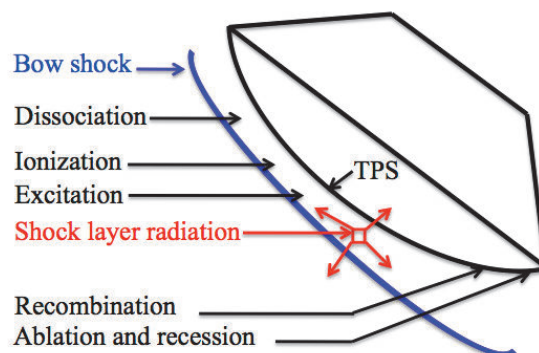 Bow shock
Dissociation
Ionization
TPS
Excitation
Shock layer radiation
Recombination
Ablation and recession